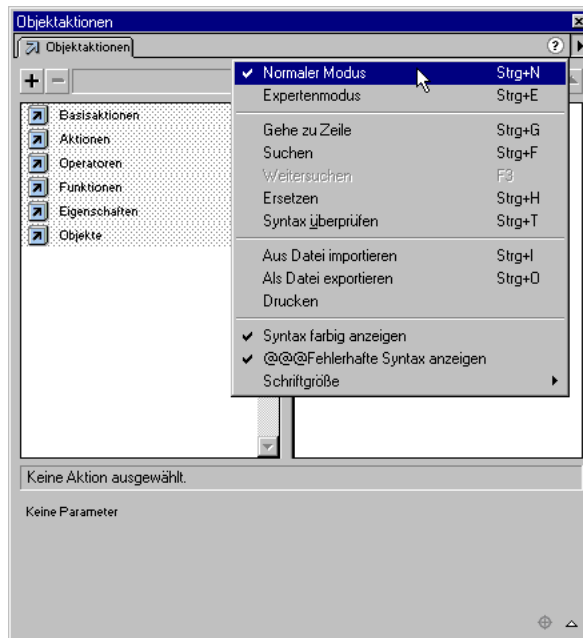 Objektaktionen
Objektaktionen
?
Normaler Modus Strg+N
Expertenmodus Strg+E
Gehe zu Zeile Strg+G
Suchen Strg+F
Weitersuchen F3
Ersetzen Strg+H
Syntax überprüfen Strg+T
Aus Datei importieren Strg+I
Als Datei exportieren Strg+O
Drucken
Syntax farbig anzeigen
@@@Fehlerhafte Syntax anzeigen
Schriftgröße
Basisaktionen
Aktionen
Operatoren
Funktionen
Eigenschaften
Objekte
Keine Aktion ausgewählt.
Keine Parameter